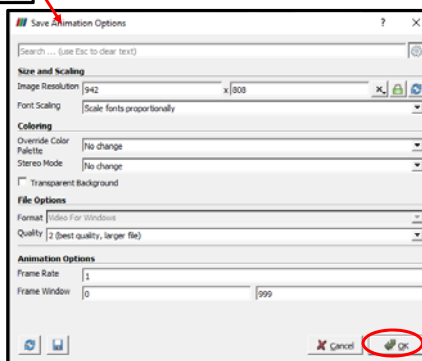 Save Animation Options ? ×
Search ... (use Esc to clear text)
Size and Scaling
Image Resolution 942 x 808
Font Scaling Scale fonts proportionally
Coloring
Override Color Palette No change
Stereo Mode No change
Transparent Background
File Options
Format Video For Windows
Quality 2 (best quality, larger file)
Animation Options
Frame Rate 1
Frame Window 0 999
Cancel OK